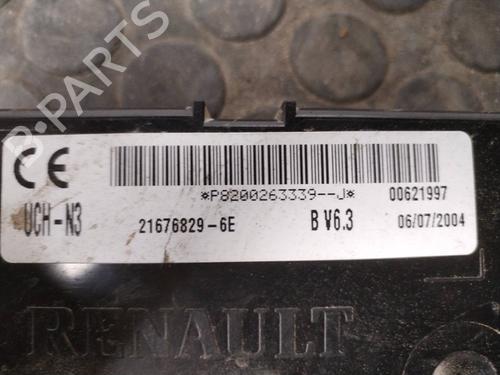 B-PARTS
CE
*P8200263339--J* 00621997
UCH-N3 21676829-6E B V6.3 06/07/2004
RENAULT